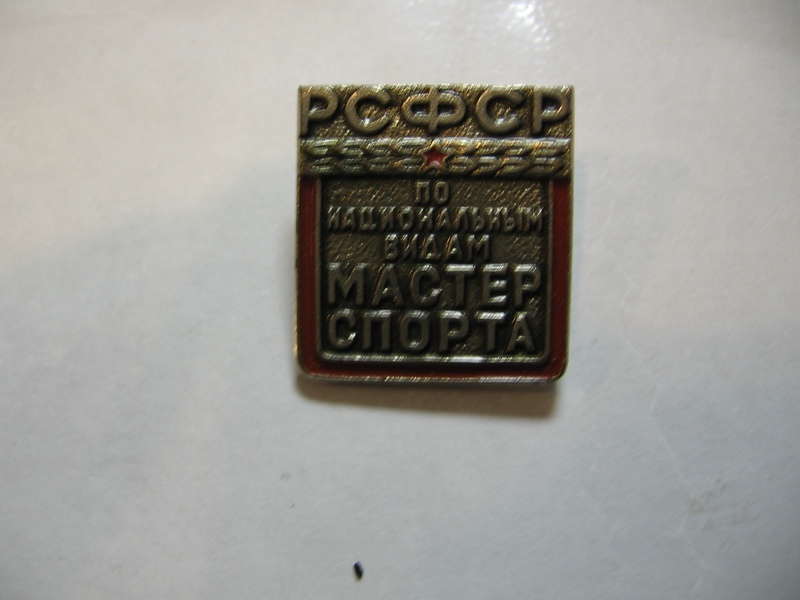 РСФСР
ПО
НАЦИОНАЛЬНЫМ
ВИДАМ
МАСТЕР
СПОРТА